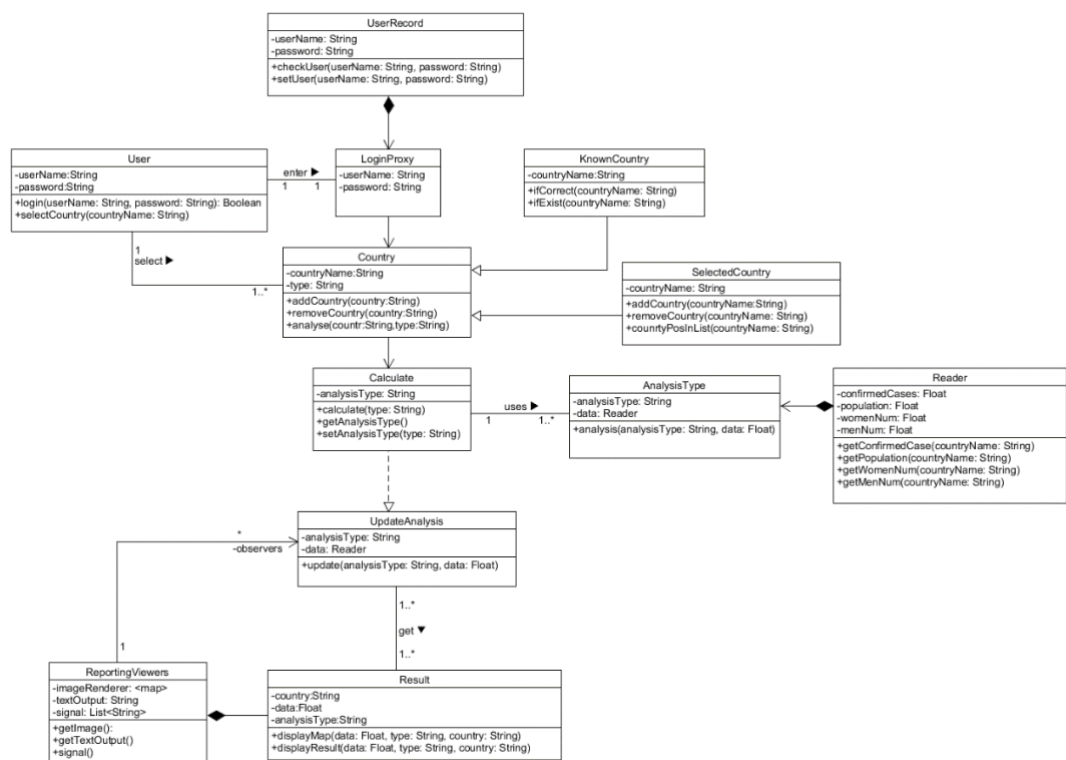 UserRecord
-userName: String
-password: String
+checkUser(userName: String, password: String)
+setUser(userName: String, password: String)
User
-userName:String
-password:String
+login(userName: String, password: String): Boolean
+selectCountry(countryName: String)
enter ▶
1 1
LoginProxy
-userName: String
-password: String
KnownCountry
-countryName:String
+ifCorrect(countryName: String)
+ifExist(countryName: String)
1
select ▶
1..*
Country
-countryName:String
-type: String
+addCountry(country:String)
+removeCountry(country:String)
+analyse(countr:String,type:String)
SelectedCountry
-countryName: String
+addCountry(countryName:String)
+removeCountry(countryName: String)
+counrtyPosInList(countryName: String)
Calculate
-analysisType: String
+calculate(type: String)
+getAnalysisType()
+setAnalysisType(type: String)
uses ▶
1 1..*
AnalysisType
-analysisType: String
-data: Reader
+analysis(analysisType: String, data: Float)
Reader
-confirmedCases: Float
-population: Float
-womenNum: Float
-menNum: Float
+getConfirmedCase(countryName: String)
+getPopulation(countryName: String)
+getWomenNum(countryName: String)
+getMenNum(countryName: String)
*
-observers
1
UpdateAnalysis
-analysisType: String
-data: Reader
+update(analysisType: String, data: Float)
1..*
get ▼
1..*
ReportingViewers
-imageRenderer: <map>
-textOutput: String
-signal: List<String>
+getImage():
+getTextOutput()
+signal()
Result
-country:String
-data:Float
-analysisType:String
+displayMap(data: Float, type: String, country: String)
+displayResult(data: Float, type: String, country: String)